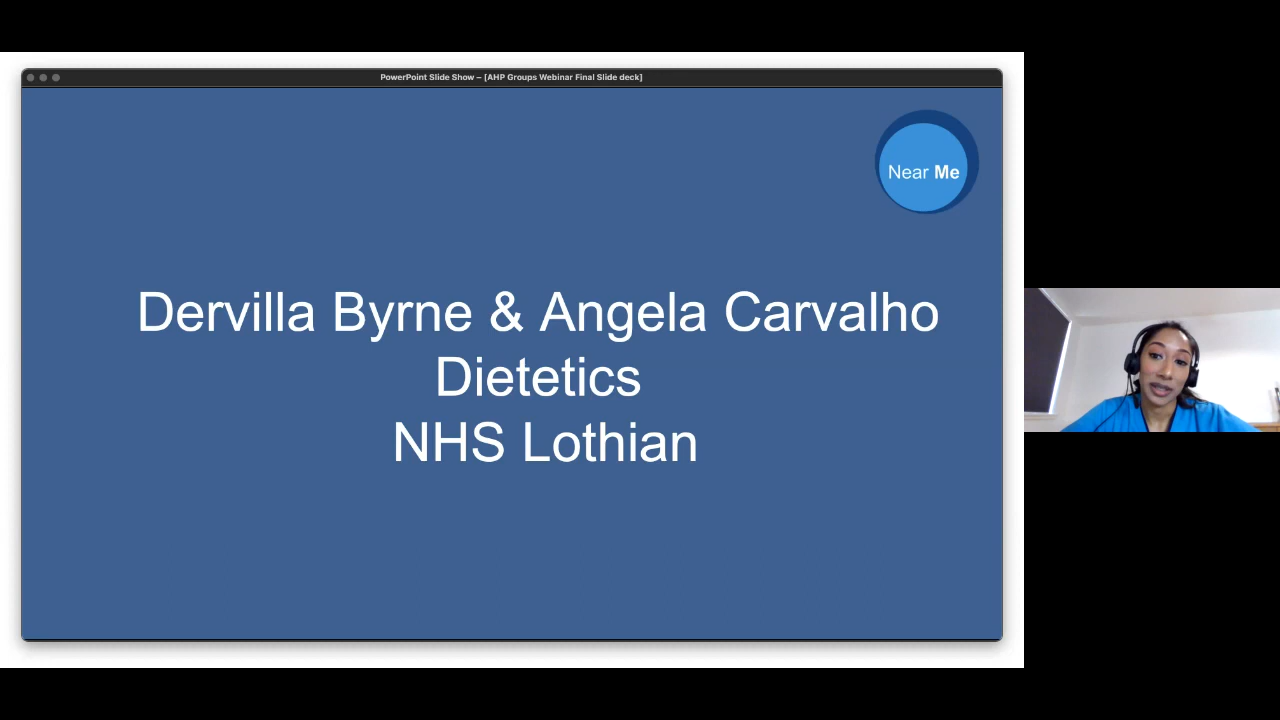 PowerPoint Slide Show – [AHP Groups Webinar Final Slide deck]
Near Me
Dervilla Byrne & Angela Carvalho
Dietetics
NHS Lothian